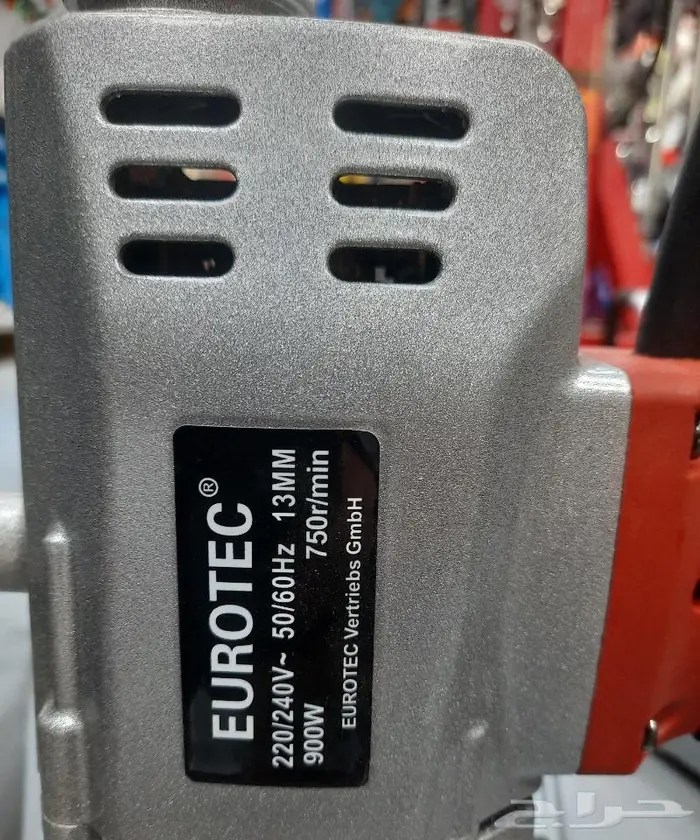 EUROTEC®
220/240V~ 50/60Hz 13MM
900W 750r/min
EUROTEC Vertriebs GmbH
حراج